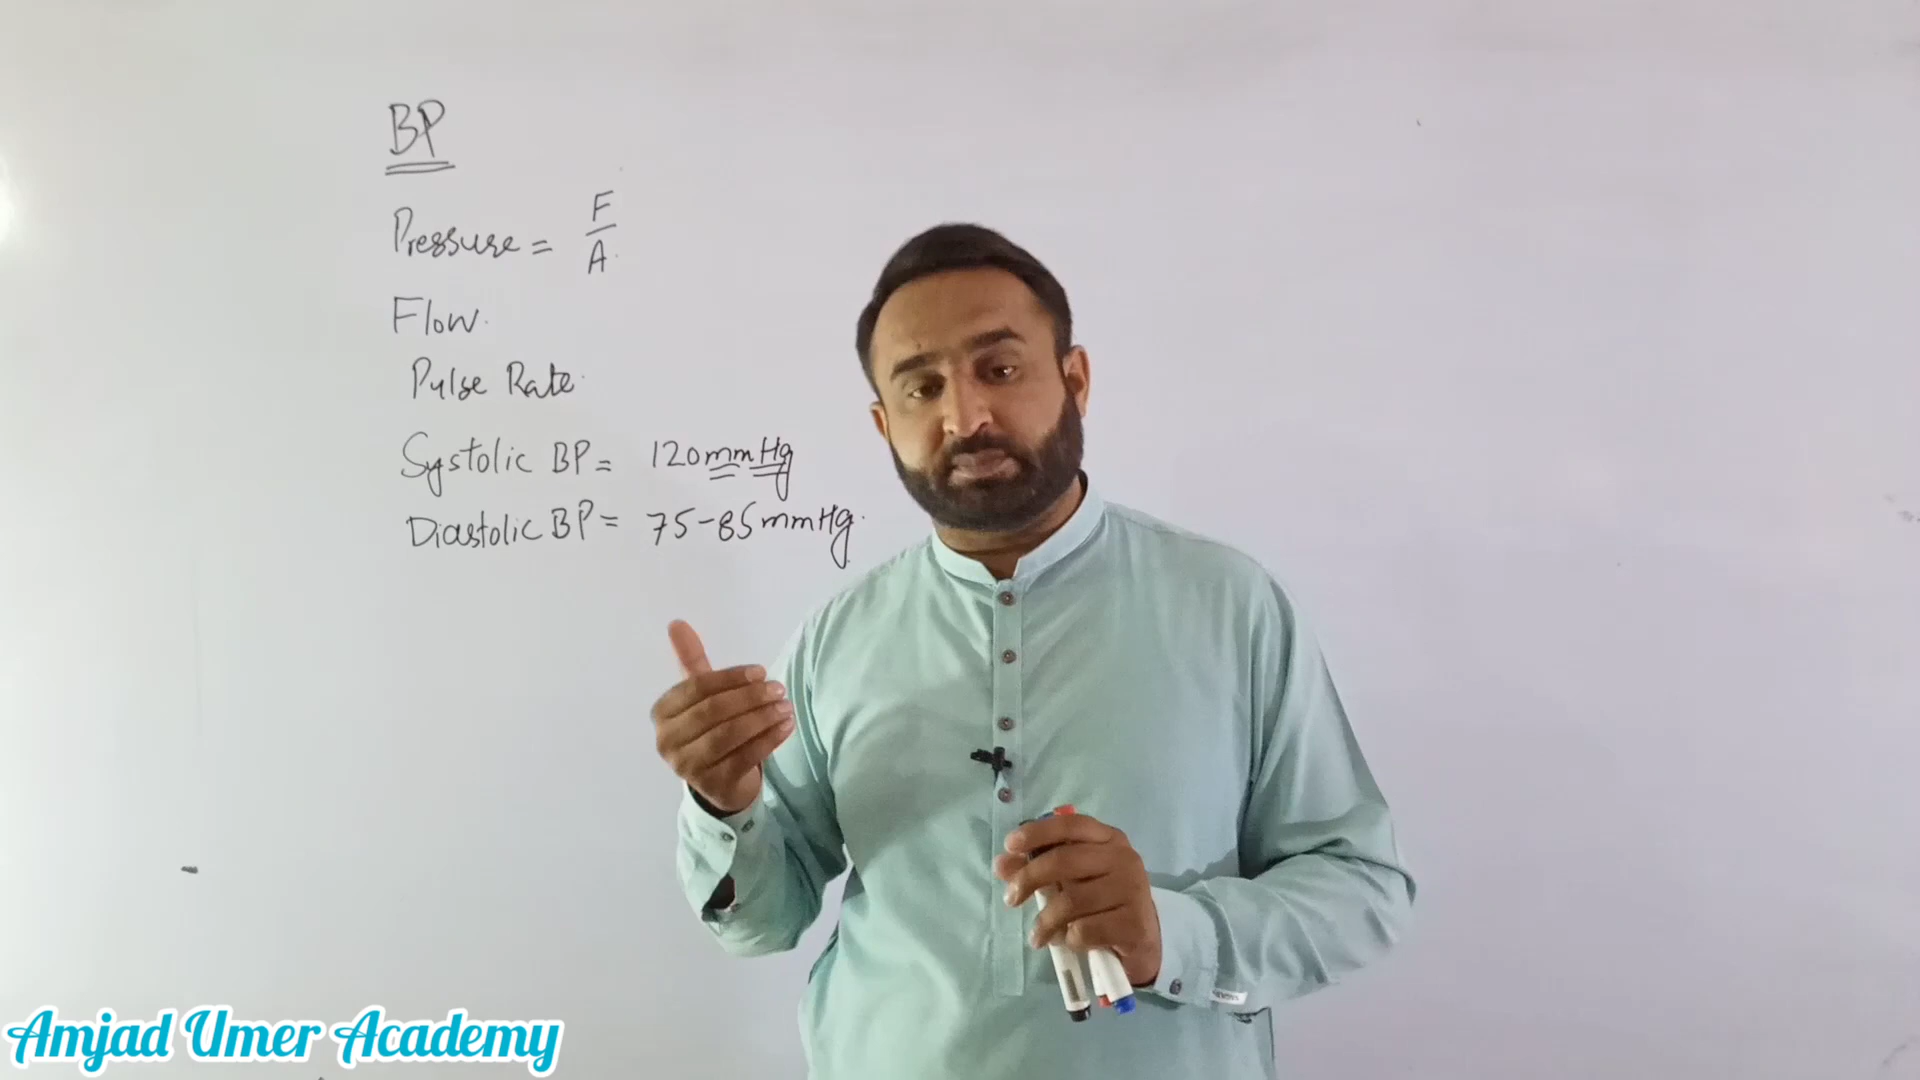 BP
Pressure = F/A.
Flow.
Pulse Rate.
Systolic BP = 120mmHg
Diastolic BP = 75-85mmHg.
Amjad Umer Academy